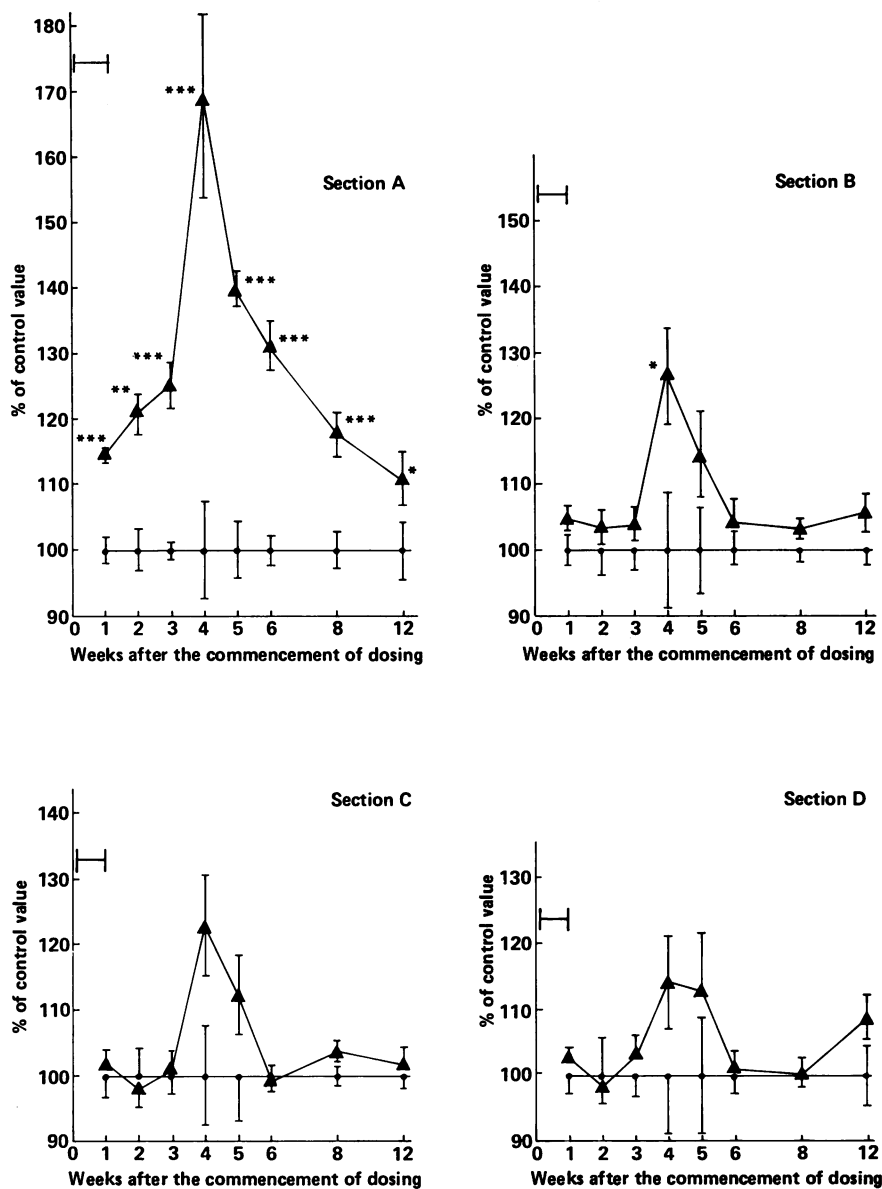 Section A
% of control value
180
170
160
150
140
130
120
110
100
90
***
***
**
***
***
***
***
*
0 1 2 3 4 5 6 8 12
Weeks after the commencement of dosing
Section B
% of control value
150
140
130
120
110
100
90
*
0 1 2 3 4 5 6 8 12
Weeks after the commencement of dosing
Section C
% of control value
140
130
120
110
100
90
0 1 2 3 4 5 6 8 12
Weeks after the commencement of dosing
Section D
% of control value
130
120
110
100
90
0 1 2 3 4 5 6 8 12
Weeks after the commencement of dosing